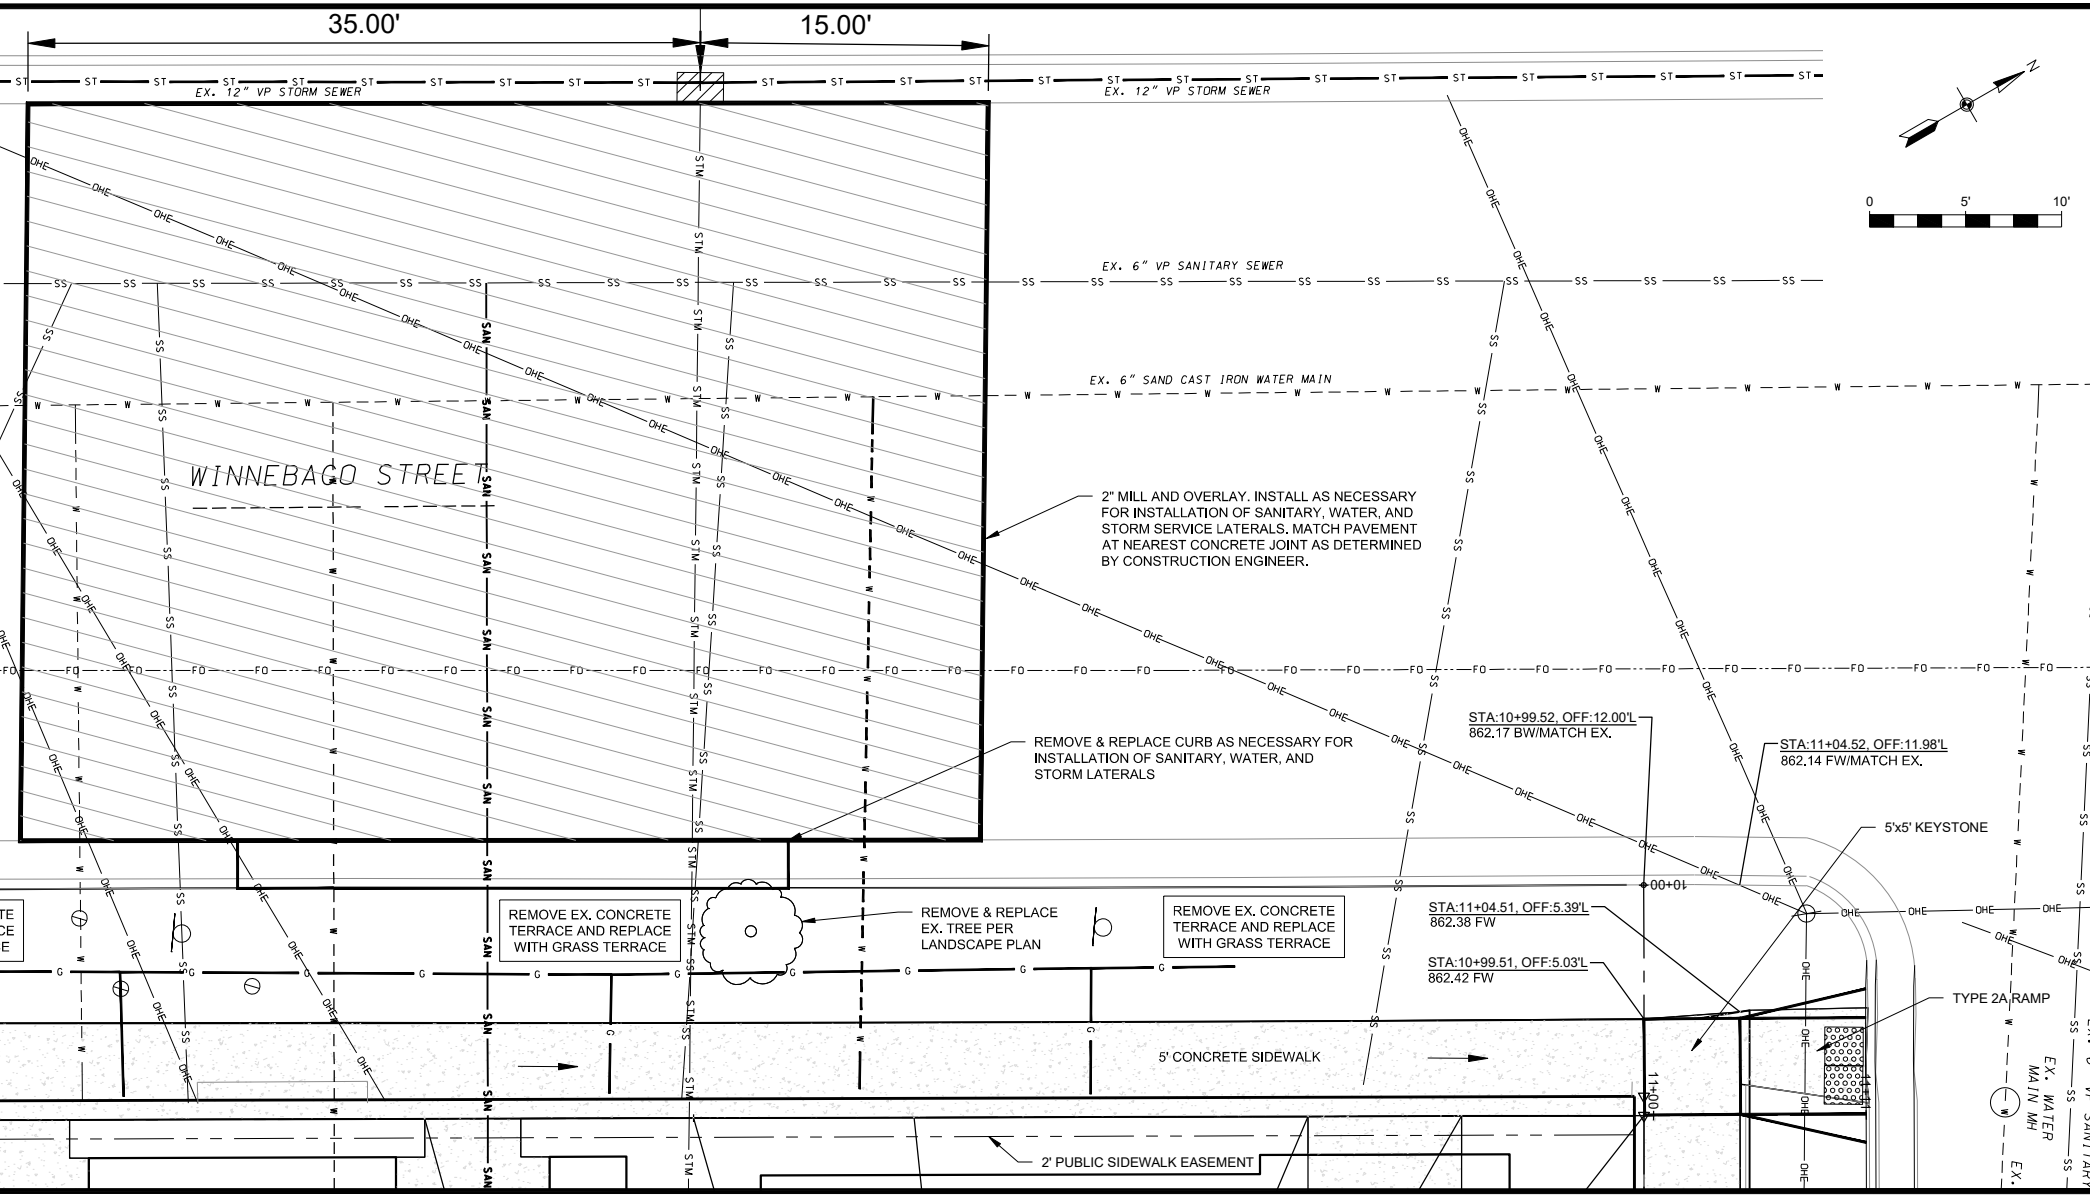 35.00'
15.00'
EX. 12" VP STORM SEWER
EX. 12" VP STORM SEWER
N
0 5' 10'
EX. 6" VP SANITARY SEWER
EX. 6" SAND CAST IRON WATER MAIN
WINNEBAGO STREET
2" MILL AND OVERLAY. INSTALL AS NECESSARY
FOR INSTALLATION OF SANITARY, WATER, AND
STORM SERVICE LATERALS. MATCH PAVEMENT
AT NEAREST CONCRETE JOINT AS DETERMINED
BY CONSTRUCTION ENGINEER.
REMOVE & REPLACE CURB AS NECESSARY FOR
INSTALLATION OF SANITARY, WATER, AND
STORM LATERALS
STA:10+99.52, OFF:12.00'L
862.17 BW/MATCH EX.
STA:11+04.52, OFF:11.98'L
862.14 FW/MATCH EX.
5'x5' KEYSTONE
10+00
REMOVE EX. CONCRETE
TERRACE AND REPLACE
WITH GRASS TERRACE
REMOVE & REPLACE
EX. TREE PER
LANDSCAPE PLAN
REMOVE EX. CONCRETE
TERRACE AND REPLACE
WITH GRASS TERRACE
STA:11+04.51, OFF:5.39'L
862.38 FW
STA:10+99.51, OFF:5.03'L
862.42 FW
TYPE 2A RAMP
5' CONCRETE SIDEWALK
11+00
11+11
EX. WATER
MAIN MH
2' PUBLIC SIDEWALK EASEMENT
EX.